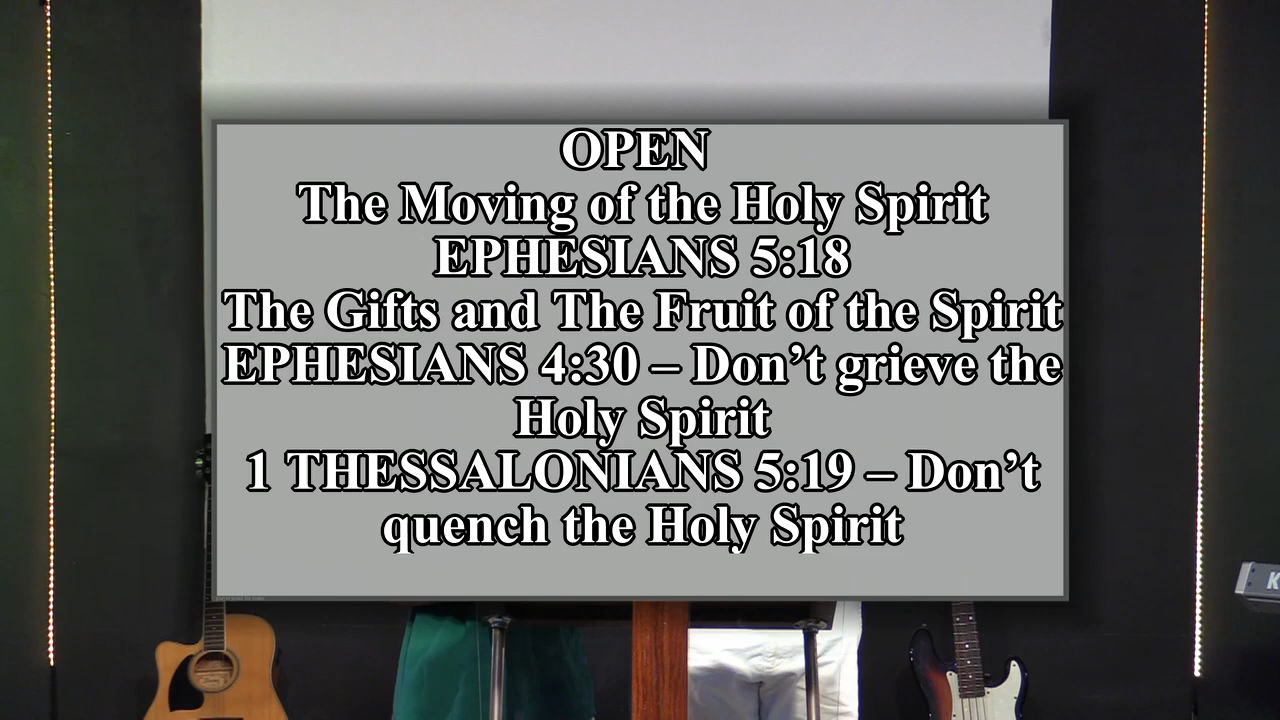 OPEN
The Moving of the Holy Spirit
EPHESIANS 5:18
The Gifts and The Fruit of the Spirit
EPHESIANS 4:30 – Don’t grieve the
Holy Spirit
1 THESSALONIANS 5:19 – Don’t
quench the Holy Spirit
K